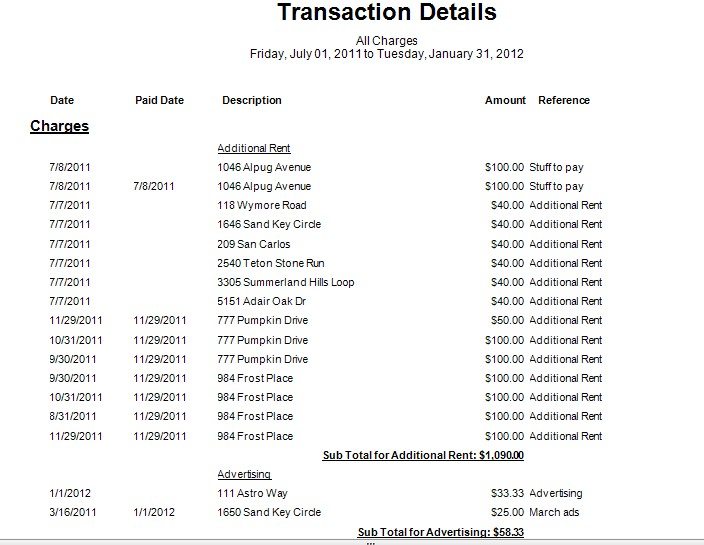 Transaction Details
All Charges
Friday, July 01, 2011 to Tuesday, January 31, 2012
Date Paid Date Description Amount Reference
Charges
Additional Rent
7/8/2011 1046 Alpug Avenue $100.00 Stuff to pay
7/8/2011 7/8/2011 1046 Alpug Avenue $100.00 Stuff to pay
7/7/2011 118 Wymore Road $40.00 Additional Rent
7/7/2011 1646 Sand Key Circle $40.00 Additional Rent
7/7/2011 209 San Carlos $40.00 Additional Rent
7/7/2011 2540 Teton Stone Run $40.00 Additional Rent
7/7/2011 3305 Summerland Hills Loop $40.00 Additional Rent
7/7/2011 5151 Adair Oak Dr $40.00 Additional Rent
11/29/2011 11/29/2011 777 Pumpkin Drive $50.00 Additional Rent
10/31/2011 11/29/2011 777 Pumpkin Drive $100.00 Additional Rent
9/30/2011 11/29/2011 777 Pumpkin Drive $100.00 Additional Rent
9/30/2011 11/29/2011 984 Frost Place $100.00 Additional Rent
10/31/2011 11/29/2011 984 Frost Place $100.00 Additional Rent
8/31/2011 11/29/2011 984 Frost Place $100.00 Additional Rent
11/29/2011 11/29/2011 984 Frost Place $100.00 Additional Rent
Sub Total for Additional Rent: $1,090.00
Advertising
1/1/2012 111 Astro Way $33.33 Advertising
3/16/2011 1/1/2012 1650 Sand Key Circle $25.00 March ads
Sub Total for Advertising: $58.33